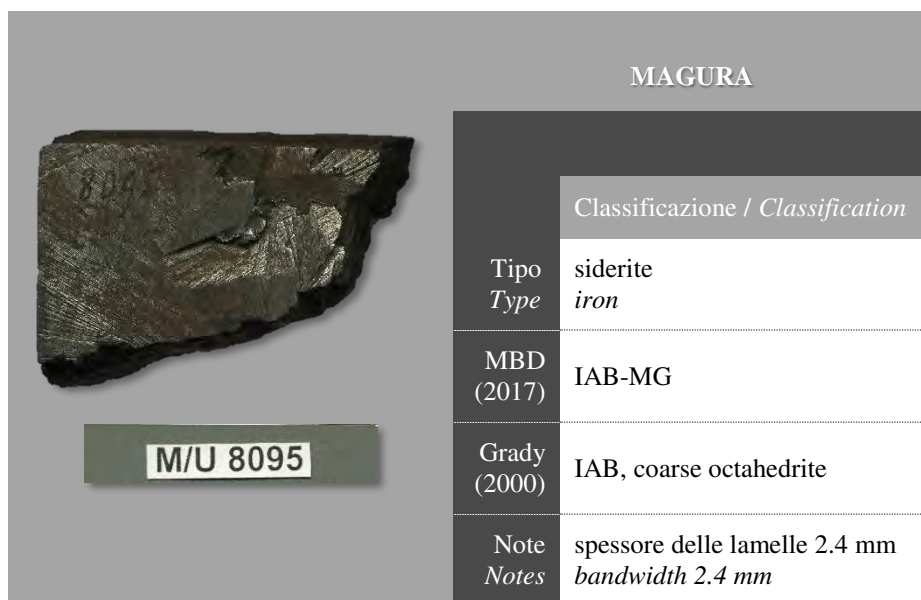 MAGURA
Classificazione / Classification
Tipo
Type
siderite
iron
MBD
(2017)
IAB-MG
Grady
(2000)
IAB, coarse octahedrite
Note
Notes
spessore delle lamelle 2.4 mm
bandwidth 2.4 mm
M/U 8095